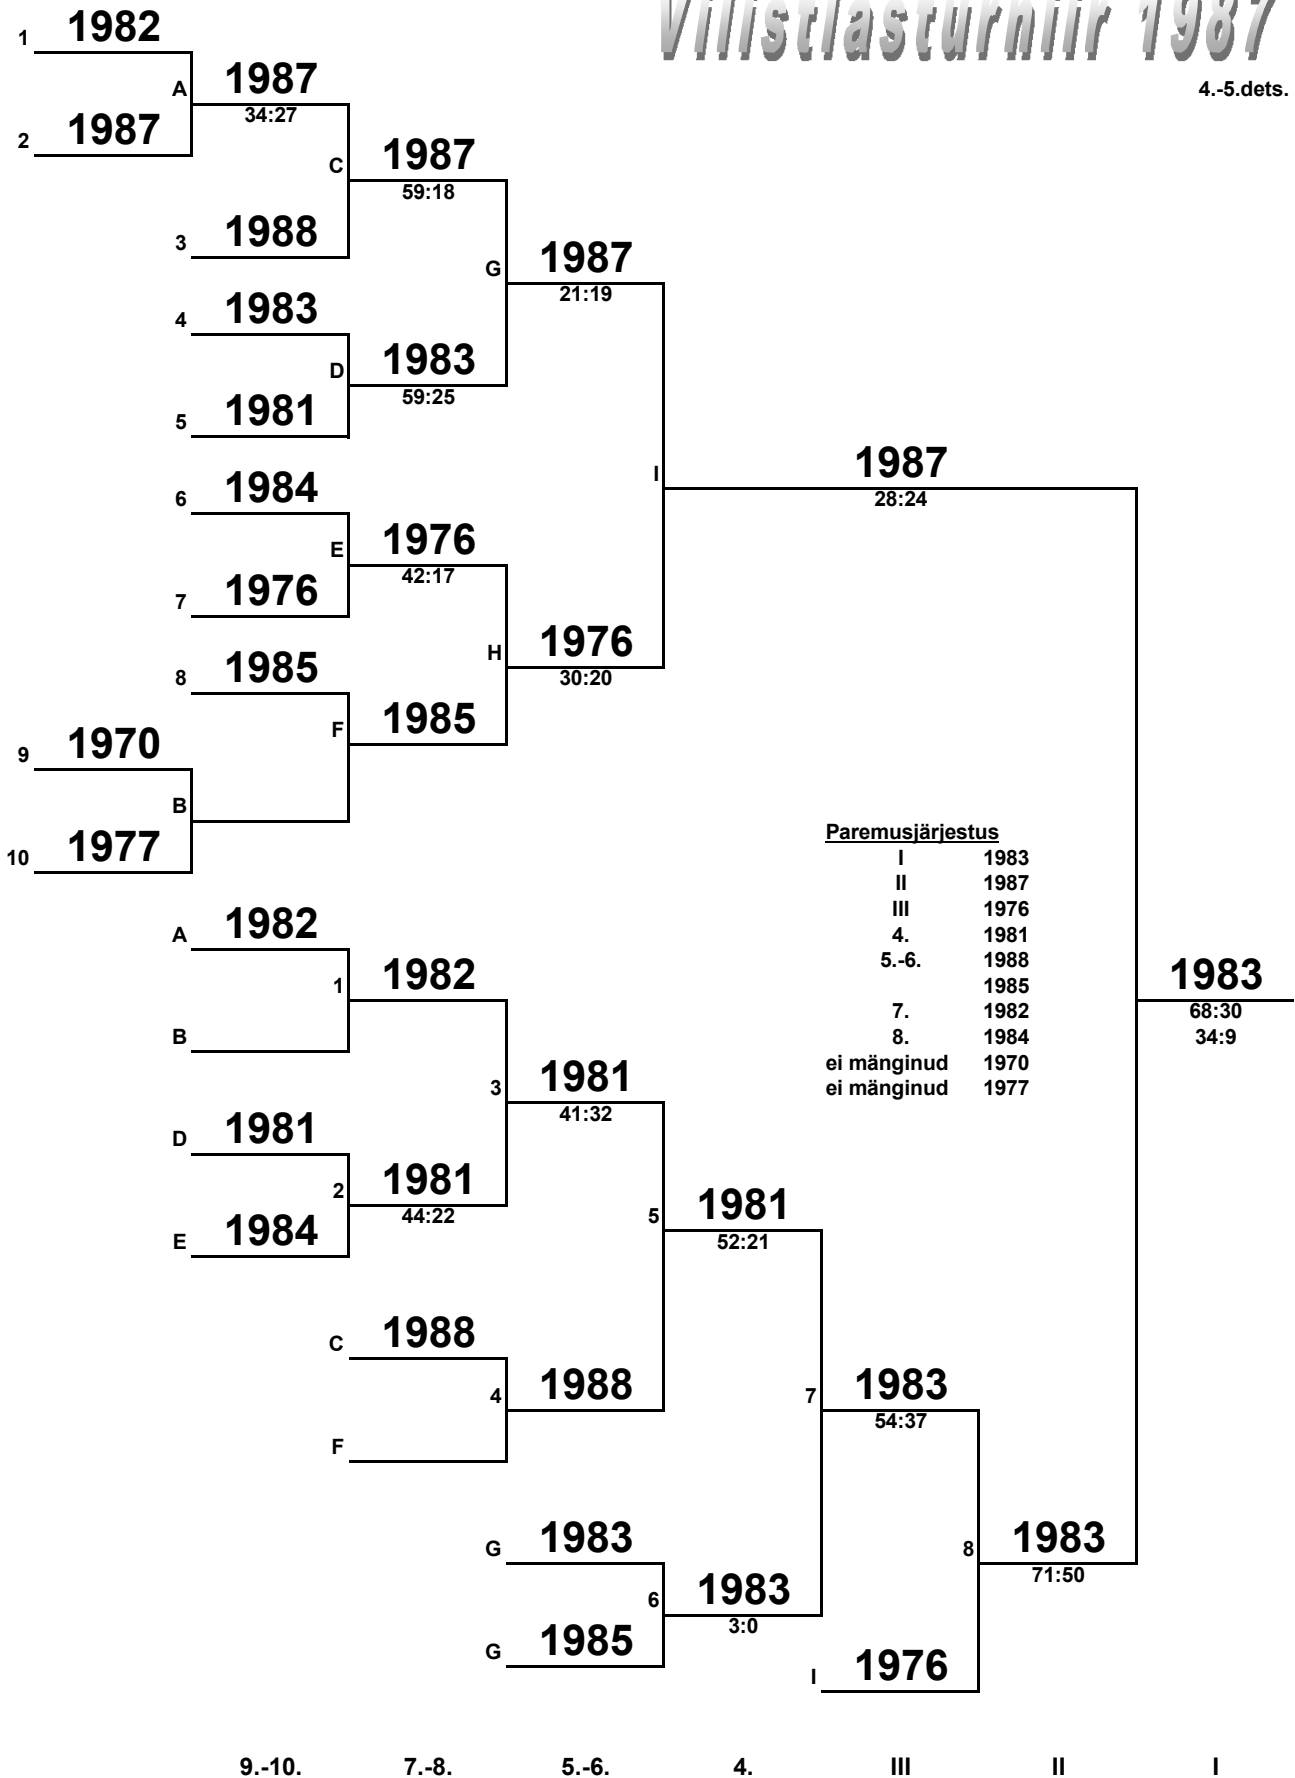 Vilistlasturniir 1987
4.-5.dets.
1 1982
A 1987
34:27
2 1987
C 1987
59:18
3 1988
G 1987
21:19
4 1983
D 1983
59:25
5 1981
I 1987
28:24
6 1984
E 1976
42:17
7 1976
H 1976
30:20
8 1985
F 1985
9 1970
B
10 1977
Paremusjärjestus
I 1983
II 1987
III 1976
4. 1981
5.-6. 1988
1985
7. 1982
8. 1984
ei mänginud 1970
ei mänginud 1977
1983
68:30
34:9
A 1982
1 1982
B
3 1981
41:32
D 1981
2 1981
44:22
E 1984
5 1981
52:21
C 1988
4 1988
F
7 1983
54:37
G 1983
8 1983
71:50
6 1983
3:0
G 1985
I 1976
9.-10. 7.-8. 5.-6. 4. III II I